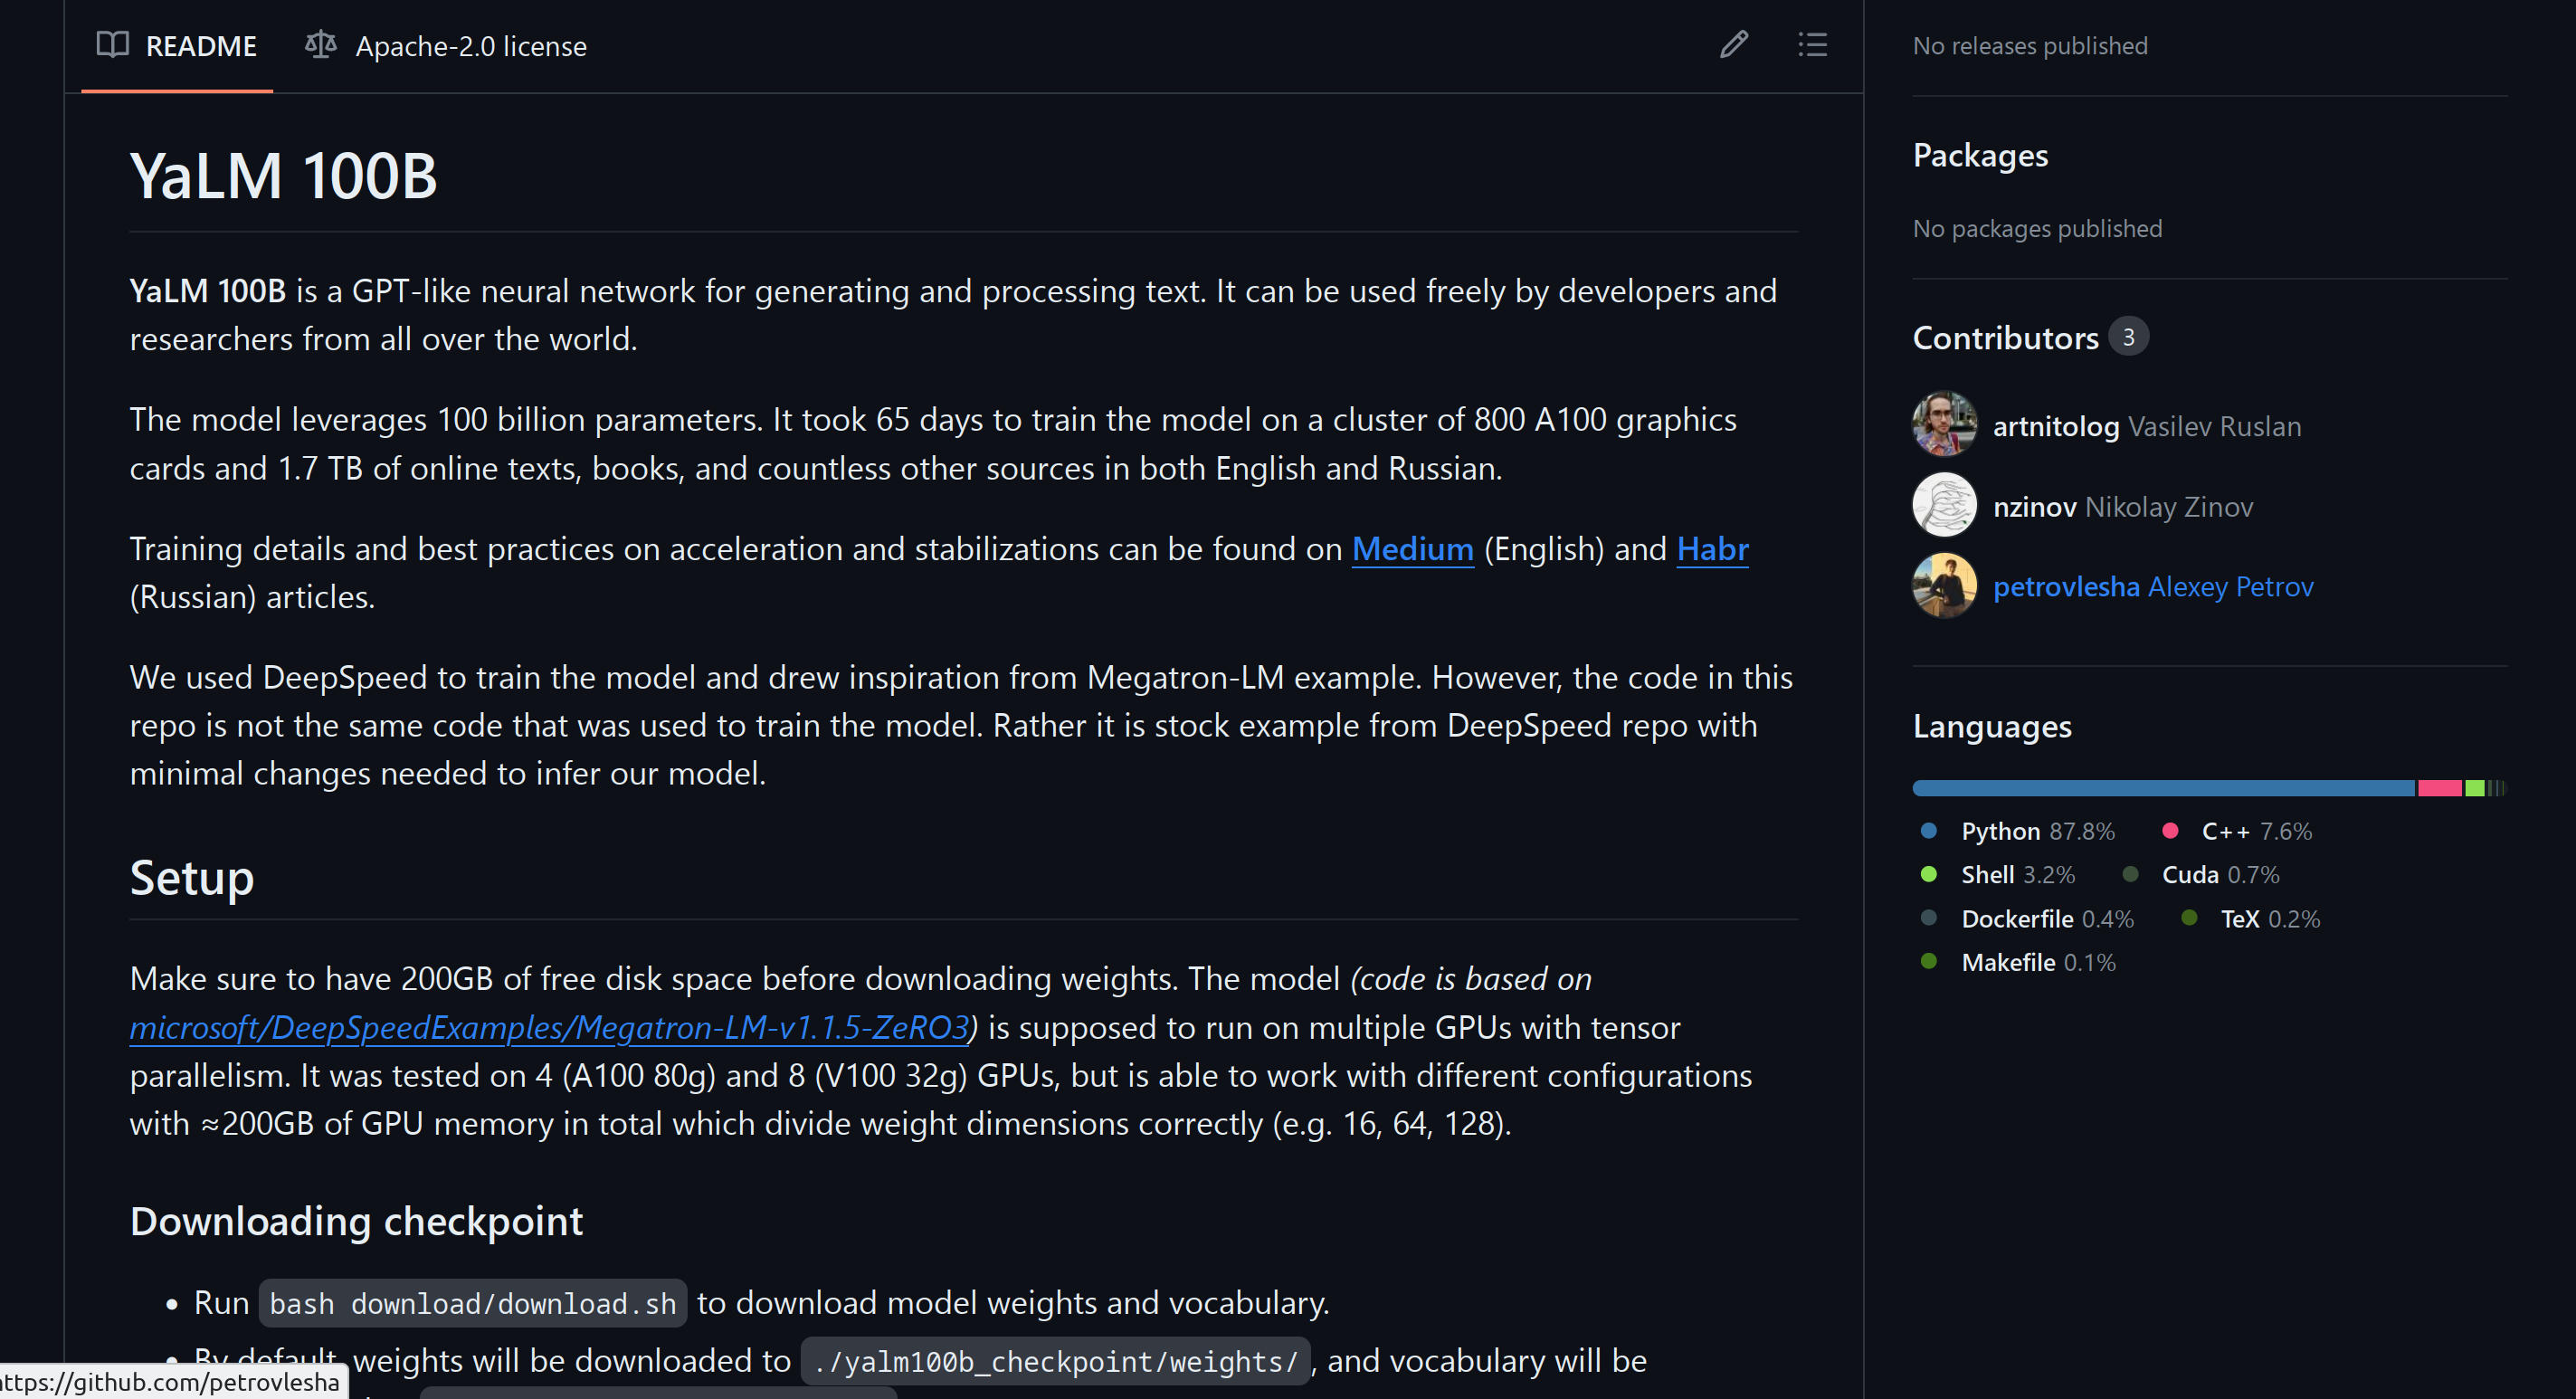 README
Apache-2.0 license
YaLM 100B
YaLM 100B is a GPT-like neural network for generating and processing text. It can be used freely by developers and
researchers from all over the world.
The model leverages 100 billion parameters. It took 65 days to train the model on a cluster of 800 A100 graphics
cards and 1.7 TB of online texts, books, and countless other sources in both English and Russian.
Training details and best practices on acceleration and stabilizations can be found on Medium (English) and Habr
(Russian) articles.
We used DeepSpeed to train the model and drew inspiration from Megatron-LM example. However, the code in this
repo is not the same code that was used to train the model. Rather it is stock example from DeepSpeed repo with
minimal changes needed to infer our model.
Setup
Make sure to have 200GB of free disk space before downloading weights. The model (code is based on
microsoft/DeepSpeedExamples/Megatron-LM-v1.1.5-ZeRO3) is supposed to run on multiple GPUs with tensor
parallelism. It was tested on 4 (A100 80g) and 8 (V100 32g) GPUs, but is able to work with different configurations
with ≈200GB of GPU memory in total which divide weight dimensions correctly (e.g. 16, 64, 128).
Downloading checkpoint
• Run bash download/download.sh to download model weights and vocabulary.
• By default, weights will be downloaded to ./yalm100b_checkpoint/weights/, and vocabulary will be
ttps://github.com/petrovlesha
No releases published
Packages
No packages published
Contributors 3
artnitolog Vasilev Ruslan
nzinov Nikolay Zinov
petrovlesha Alexey Petrov
Languages
Python 87.8% C++ 7.6%
Shell 3.2% Cuda 0.7%
Dockerfile 0.4% TeX 0.2%
Makefile 0.1%